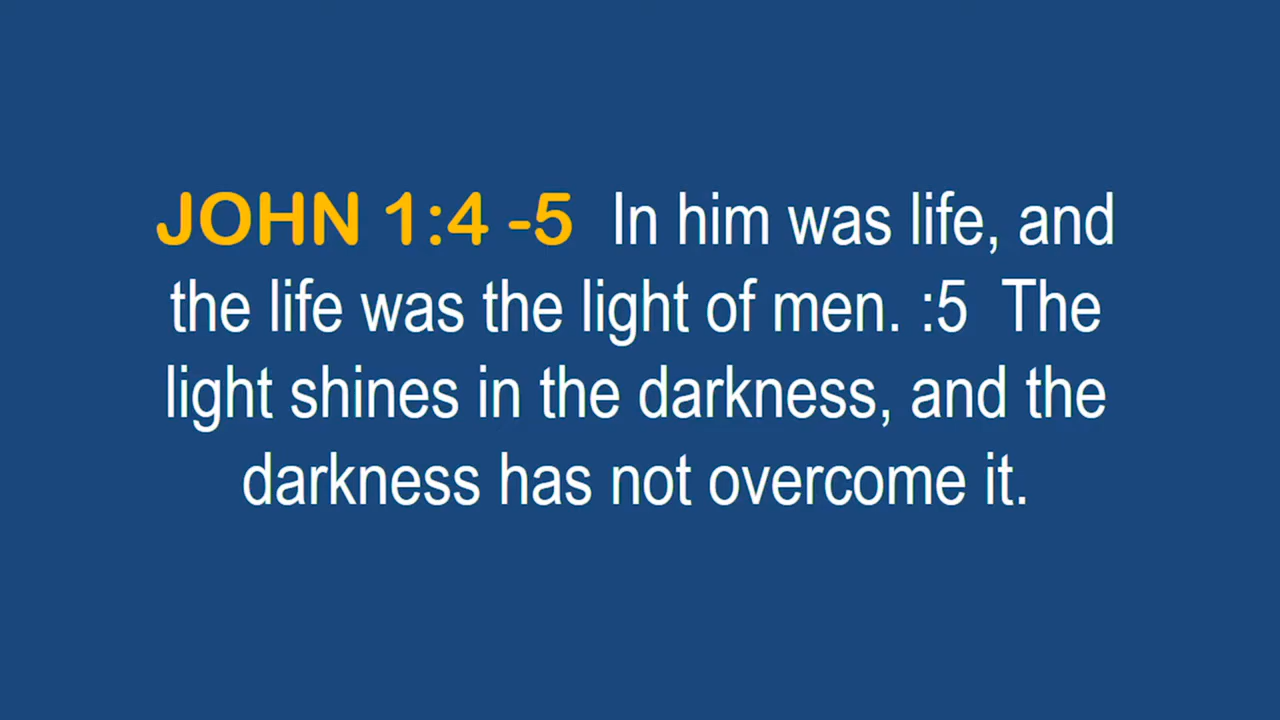 JOHN 1:4 -5 In him was life, and
the life was the light of men. :5 The
light shines in the darkness, and the
darkness has not overcome it.